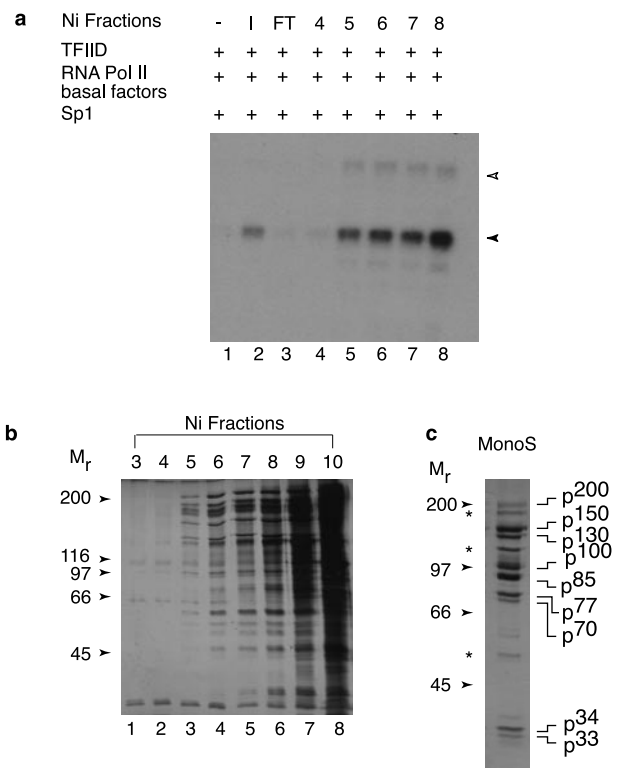 a
Ni Fractions - I FT 4 5 6 7 8
TFIID + + + + + + + +
RNA Pol II
basal factors + + + + + + + +
Sp1 + + + + + + + +
1 2 3 4 5 6 7 8
b
Ni Fractions
Mr 3 4 5 6 7 8 9 10
200
116
97
66
45
1 2 3 4 5 6 7 8
c
MonoS
Mr
200
*
*
97
66
*
45
p200
p150
p130
p100
p85
p77
p70
p34
p33